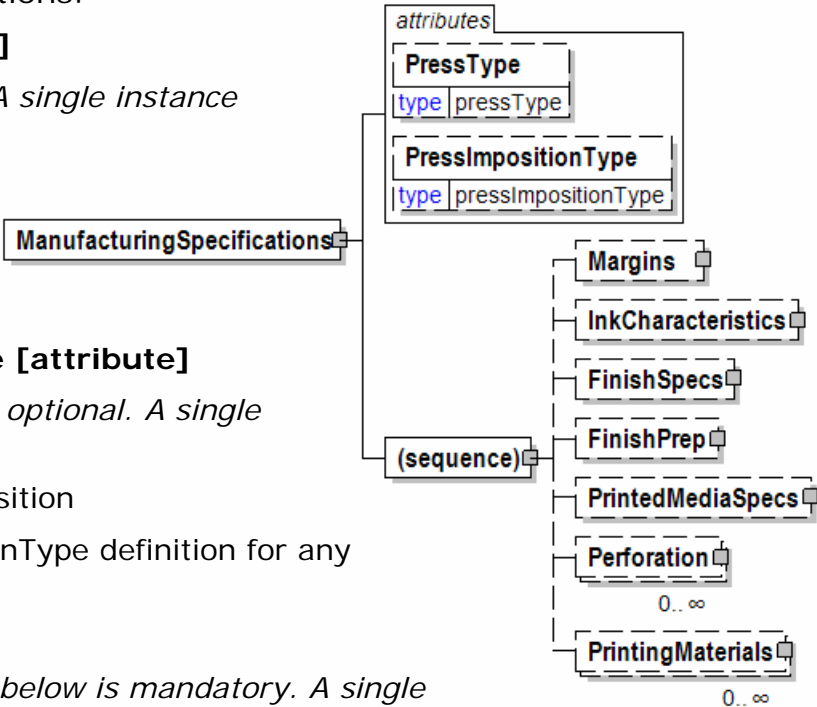 tions.
]
A single instance
e [attribute]
optional. A single
sition
nType definition for any
below is mandatory. A single
attributes
PressType
type pressType
PressImpositionType
type pressImpositionType
ManufacturingSpecifications
(sequence)
Margins
InkCharacteristics
FinishSpecs
FinishPrep
PrintedMediaSpecs
Perforation
0.. ∞
PrintingMaterials
0.. ∞